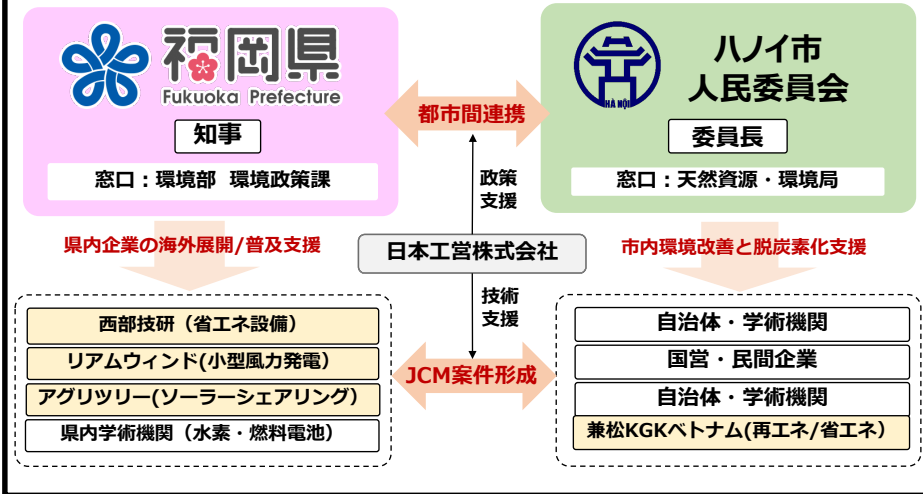 福岡県
Fukuoka Prefecture
知事
窓口：環境部 環境政策課
都市間連携
HÀ NỘI
ハノイ市
人民委員会
委員長
窓口：天然資源・環境局
政策
支援
県内企業の海外展開/普及支援
日本工営株式会社
市内環境改善と脱炭素化支援
技術
支援
西部技研（省エネ設備）
リアムウィンド(小型風力発電）
アグリツリー(ソーラーシェアリング）
県内学術機関（水素・燃料電池）
JCM案件形成
自治体・学術機関
国営・民間企業
自治体・学術機関
兼松KGKベトナム(再エネ/省エネ）